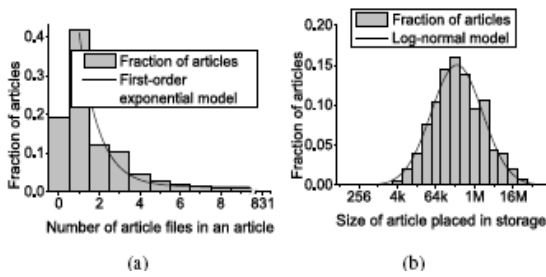 Fraction of articles
0.4
0.3
0.2
0.1
0.0
Fraction of articles
First-order
exponential model
0 2 4 6 8 831
Number of article files in an article
(a)
Fraction of articles
0.20
0.15
0.10
0.05
0.00
Fraction of articles
Log-normal model
256 4k 64k 1M 16M
Size of article placed in storage
(b)